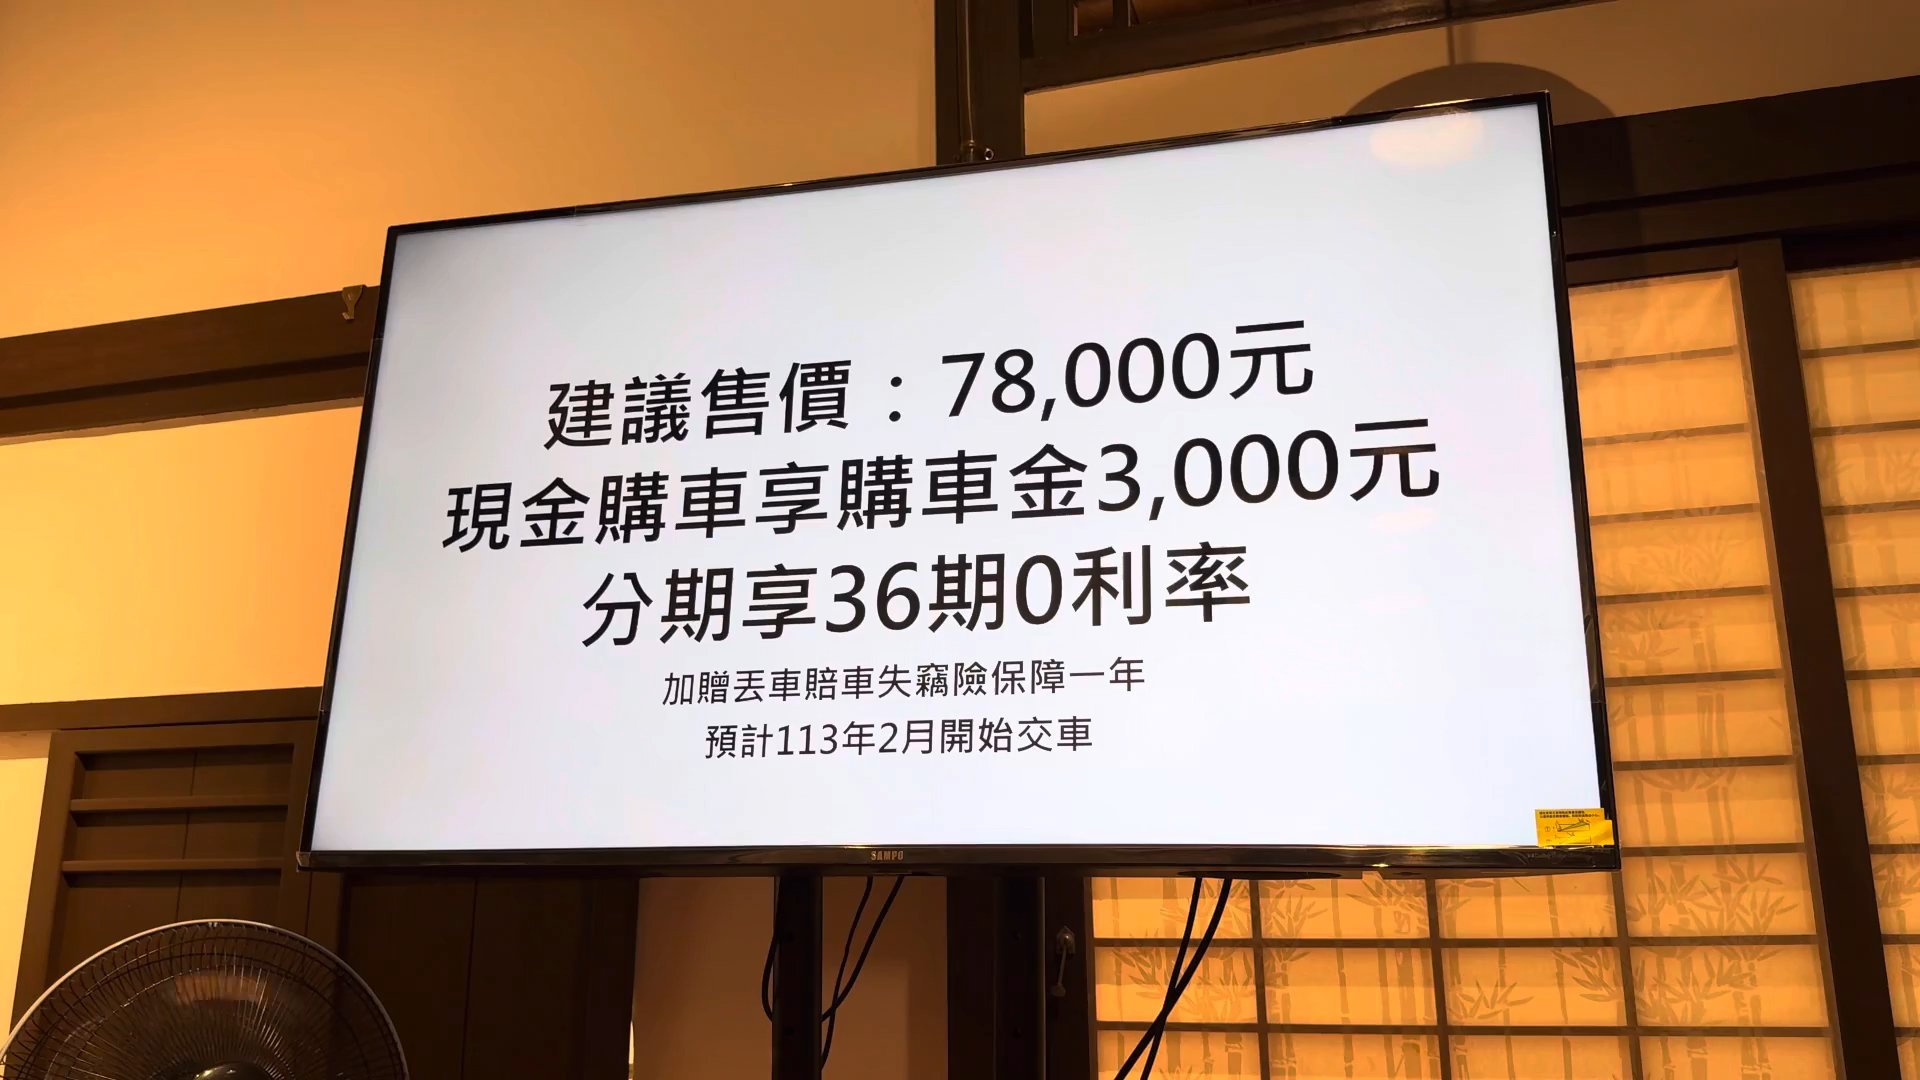 建議售價：78,000元
現金購車享購車金3,000元
分期享36期0利率
加贈丟車賠車失竊險保障一年
預計113年2月開始交車
SAMPO